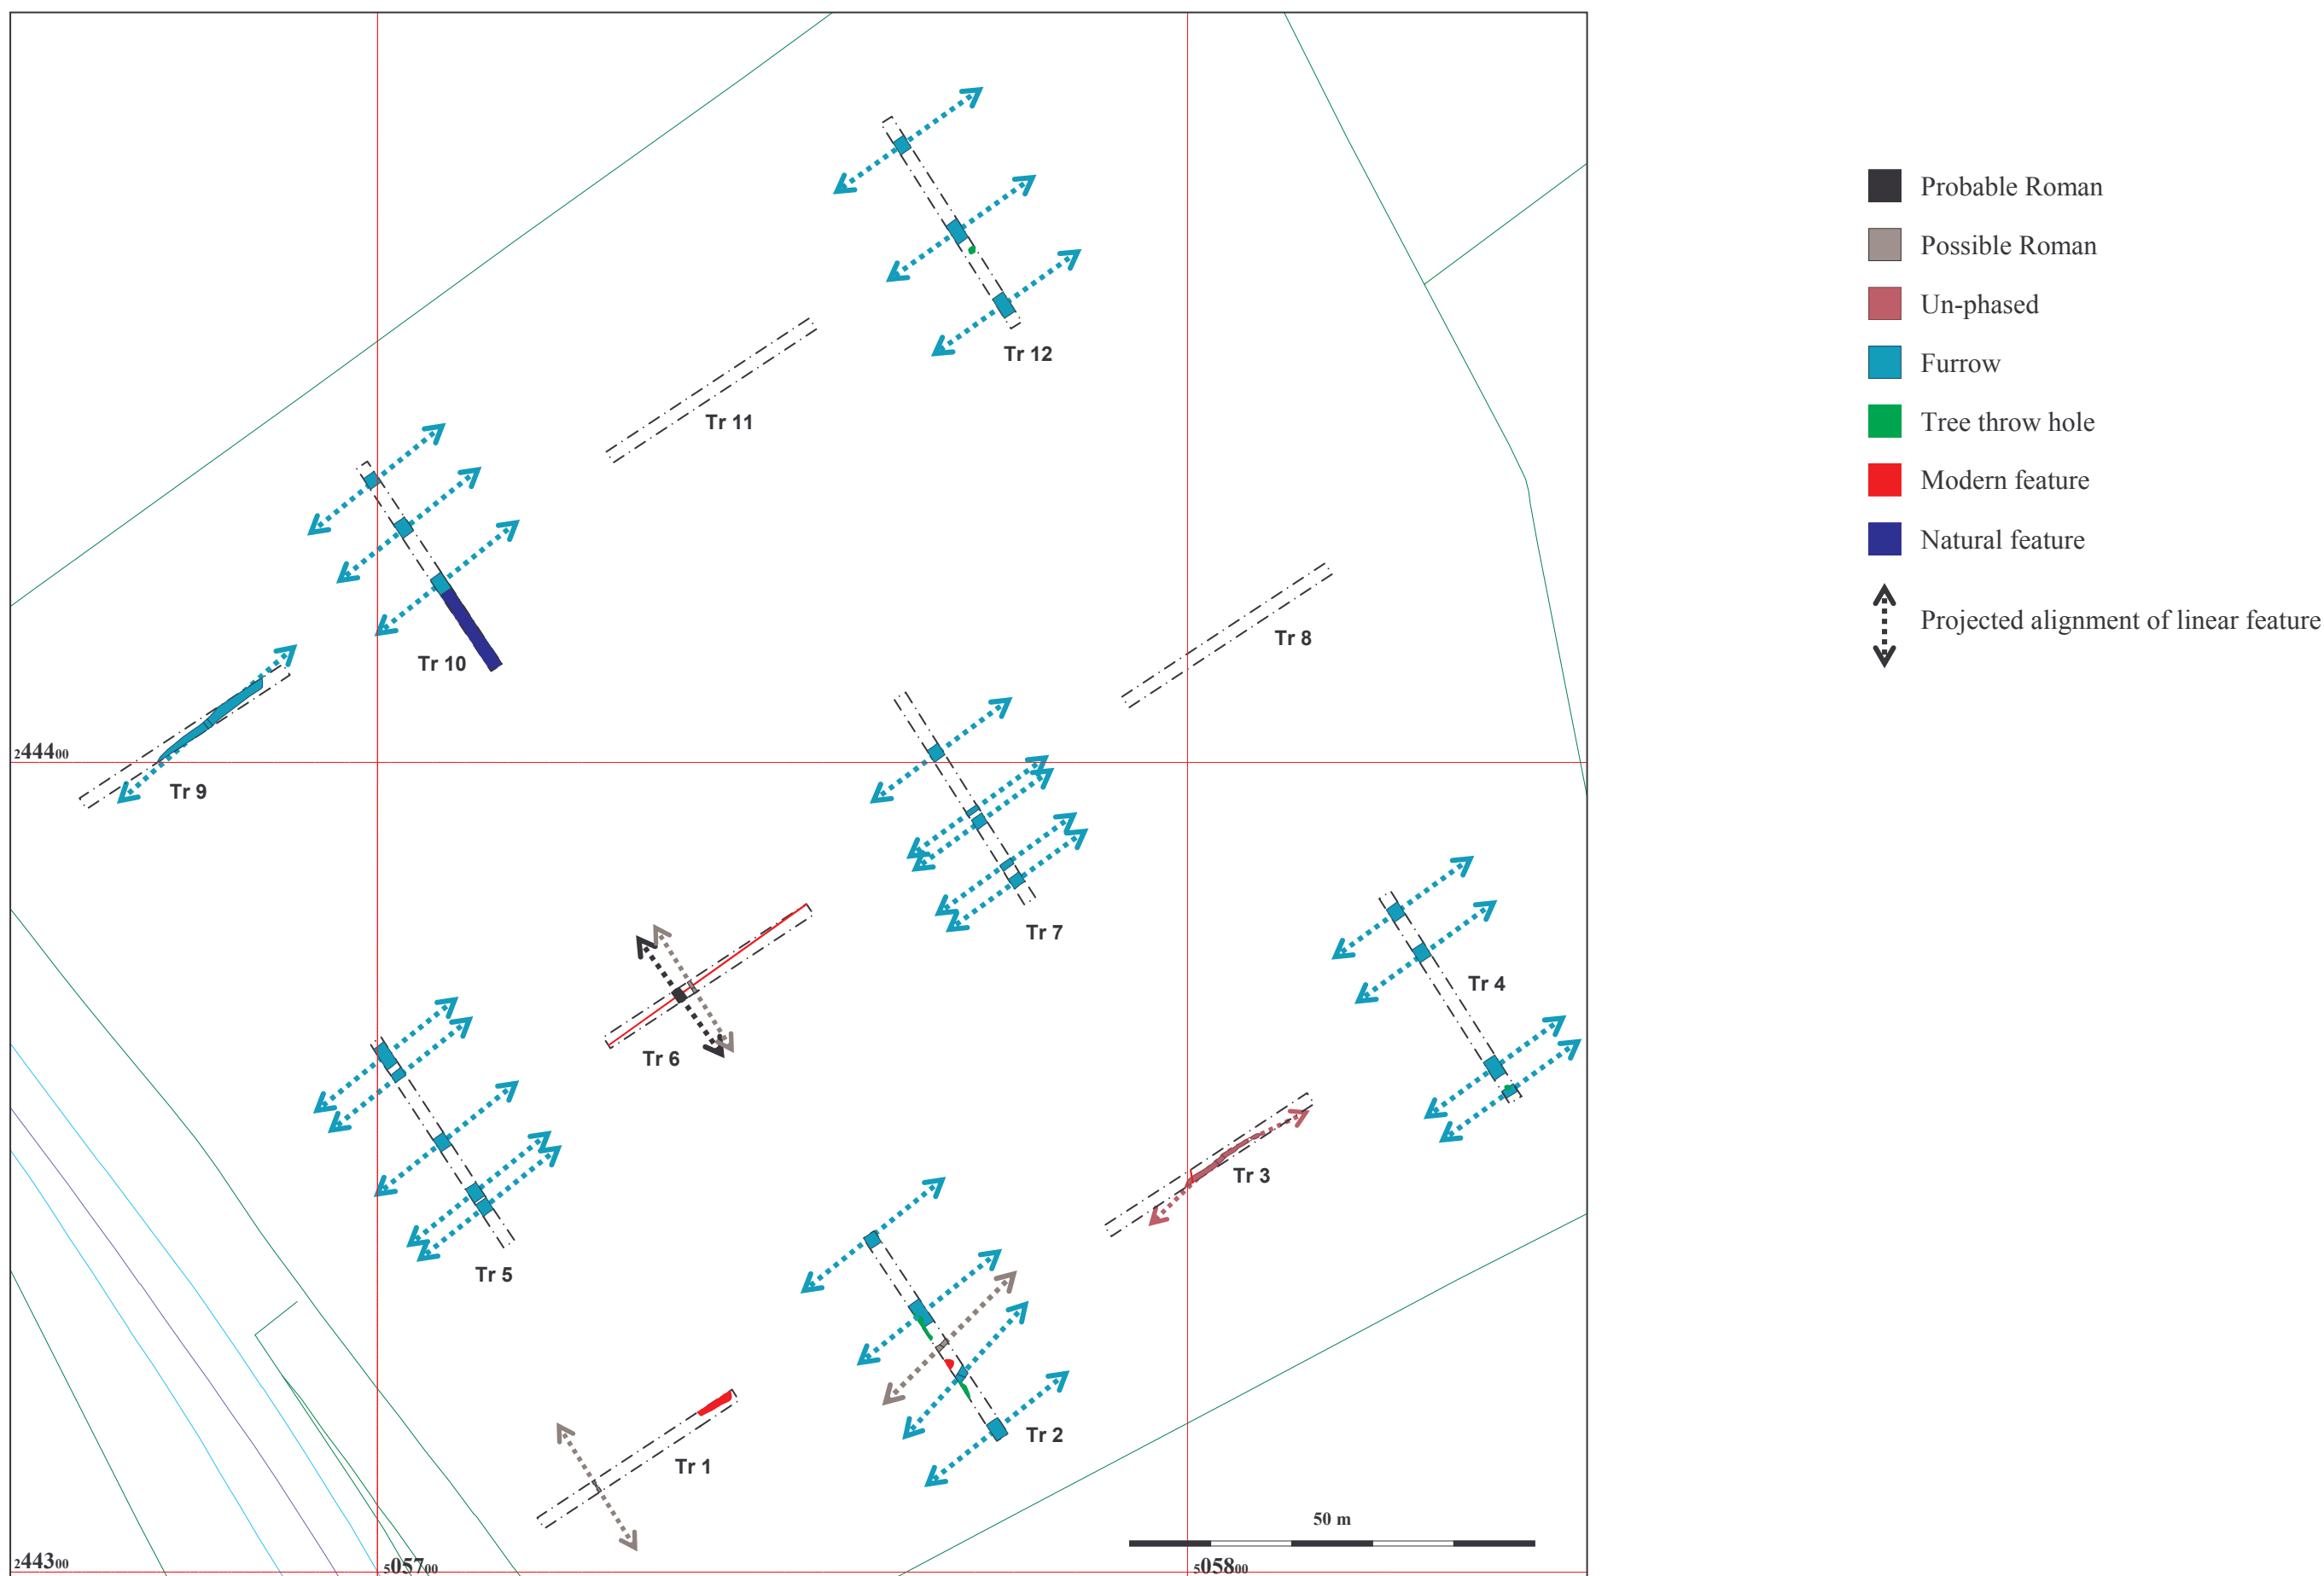 Tr 12
Tr 11
Tr 10
Tr 8
Tr 9
Tr 7
Tr 6
Tr 4
Tr 5
Tr 3
Tr 2
Tr 1
244400
244300
505700
505800
50 m
Probable Roman
Possible Roman
Un-phased
Furrow
Tree throw hole
Modern feature
Natural feature
Projected alignment of linear feature